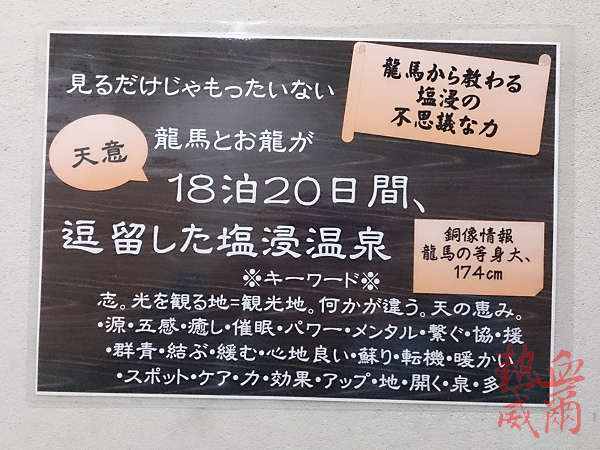 見るだけじゃもったいない
龍馬から教わる
塩浸の
不思議な力
天意
龍馬とお龍が
18泊20日間、
逗留した塩浸温泉
銅像情報
龍馬の等身大、
174cm
※キーワード※
志。光を観る地=観光地。何かが違う。天の恵み。
・源・五感・癒し・催眠・パワー・メンタル・繋ぐ・協・援
・群青・結ぶ・緩む・心地良い・蘇り・転機・暖かい
・スポット・ケア・力・効果・アップ・地・開く・泉・多
熱血
威爾